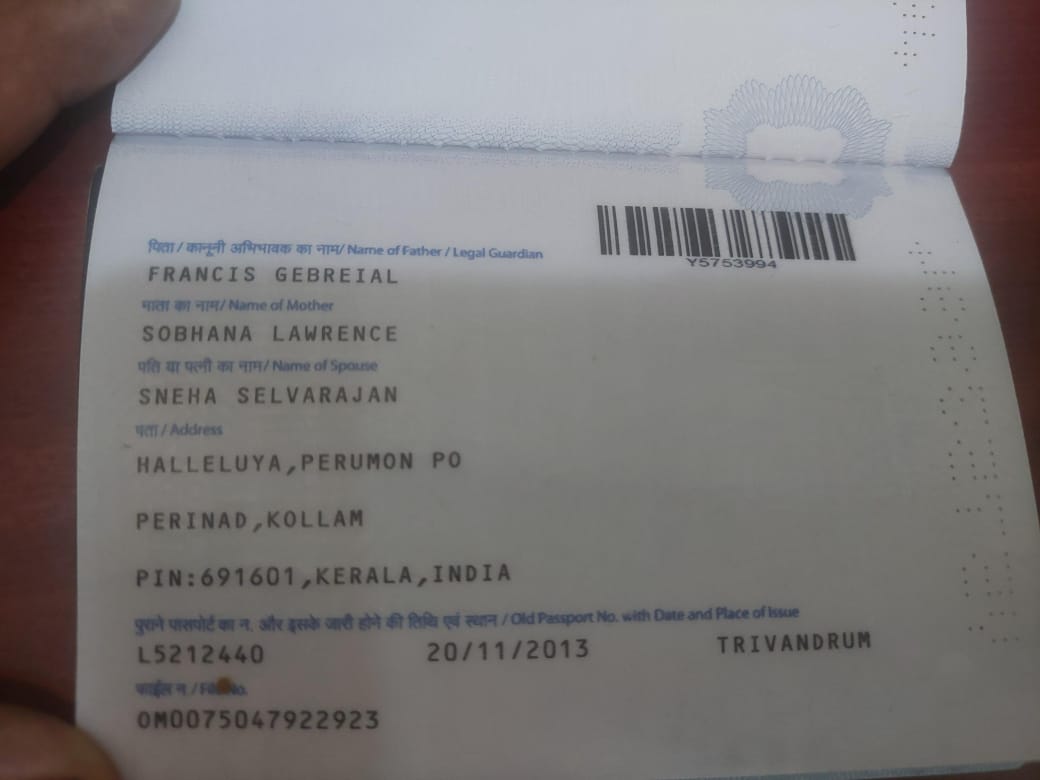 Y5753994
पिता / कानूनी अभिभावक का नाम/ Name of Father / Legal Guardian
FRANCIS GEBREIAL
माता का नाम/ Name of Mother
SOBHANA LAWRENCE
पति या पत्नी का नाम/ Name of Spouse
SNEHA SELVARAJAN
पता / Address
HALLELUYA,PERUMON PO
PERINAD,KOLLAM
PIN:691601,KERALA,INDIA
पुराने पासपोर्ट का न. और इसके जारी होने की तिथि एवं स्थान / Old Passport No. with Date and Place of Issue
L5212440 20/11/2013 TRIVANDRUM
फाईल न / File No.
OM0075047922923